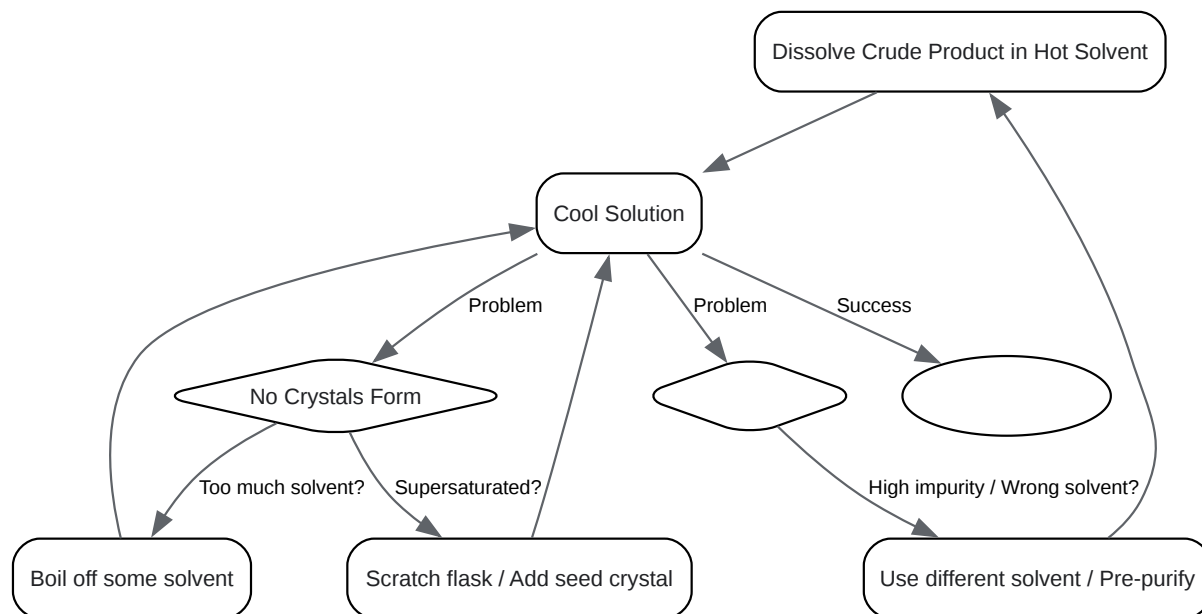 Dissolve Crude Product in Hot Solvent
Cool Solution
Problem
Problem
Success
No Crystals Form
Too much solvent?
Supersaturated?
High impurity / Wrong solvent?
Boil off some solvent
Scratch flask / Add seed crystal
Use different solvent / Pre-purify